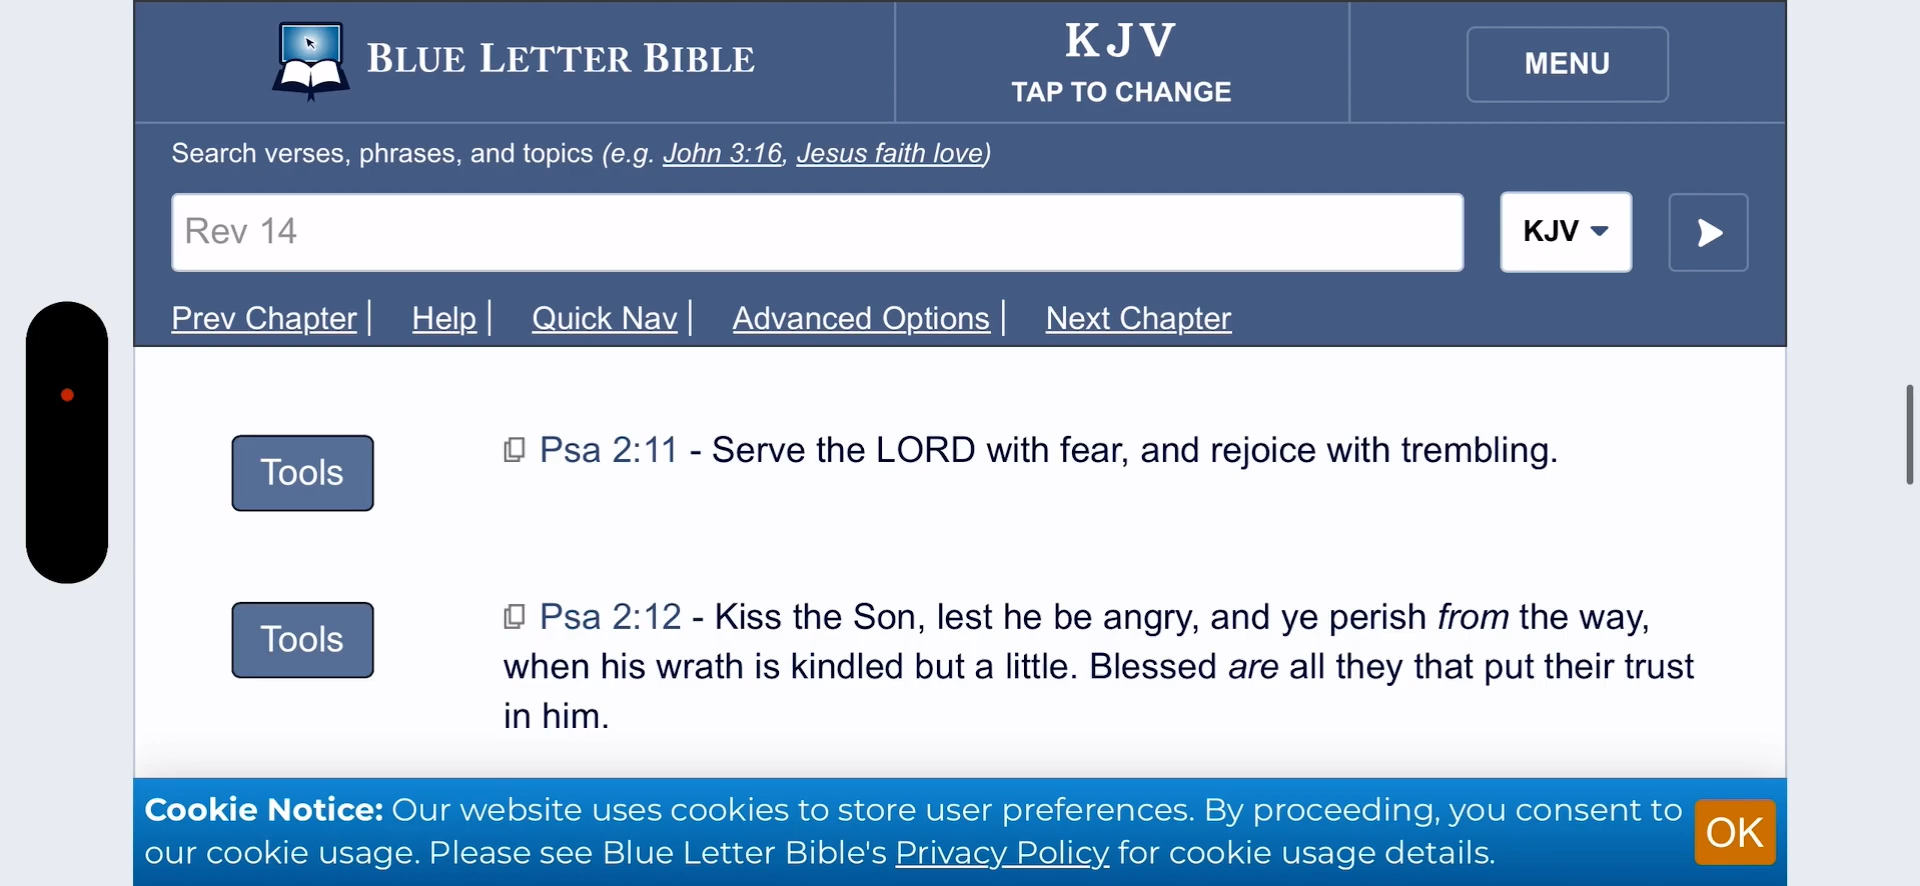 BLUE LETTER BIBLE
KJV
TAP TO CHANGE
MENU
Search verses, phrases, and topics (e.g. John 3:16, Jesus faith love)
Rev 14
KJV
Prev Chapter | Help | Quick Nav | Advanced Options | Next Chapter
Tools
Psa 2:11 - Serve the LORD with fear, and rejoice with trembling.
Tools
Psa 2:12 - Kiss the Son, lest he be angry, and ye perish from the way,
when his wrath is kindled but a little. Blessed are all they that put their trust
in him.
Cookie Notice: Our website uses cookies to store user preferences. By proceeding, you consent to
our cookie usage. Please see Blue Letter Bible's Privacy Policy for cookie usage details.
OK